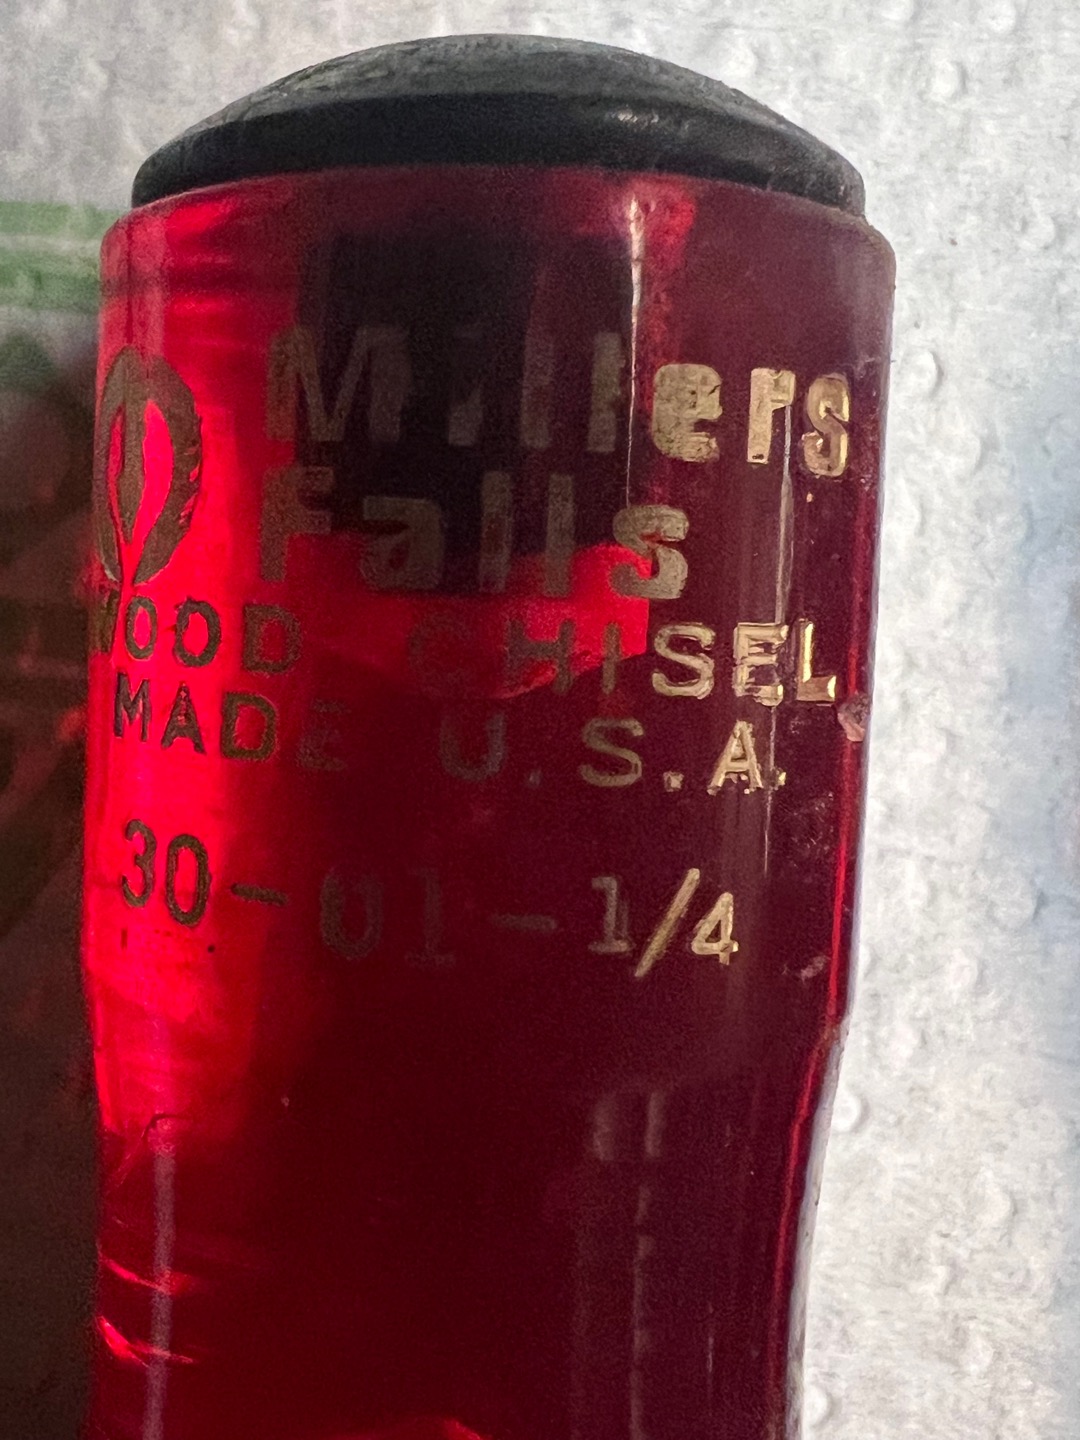 Millers
Falls
WOOD CHISEL
MADE U.S.A.
30-01-1/4